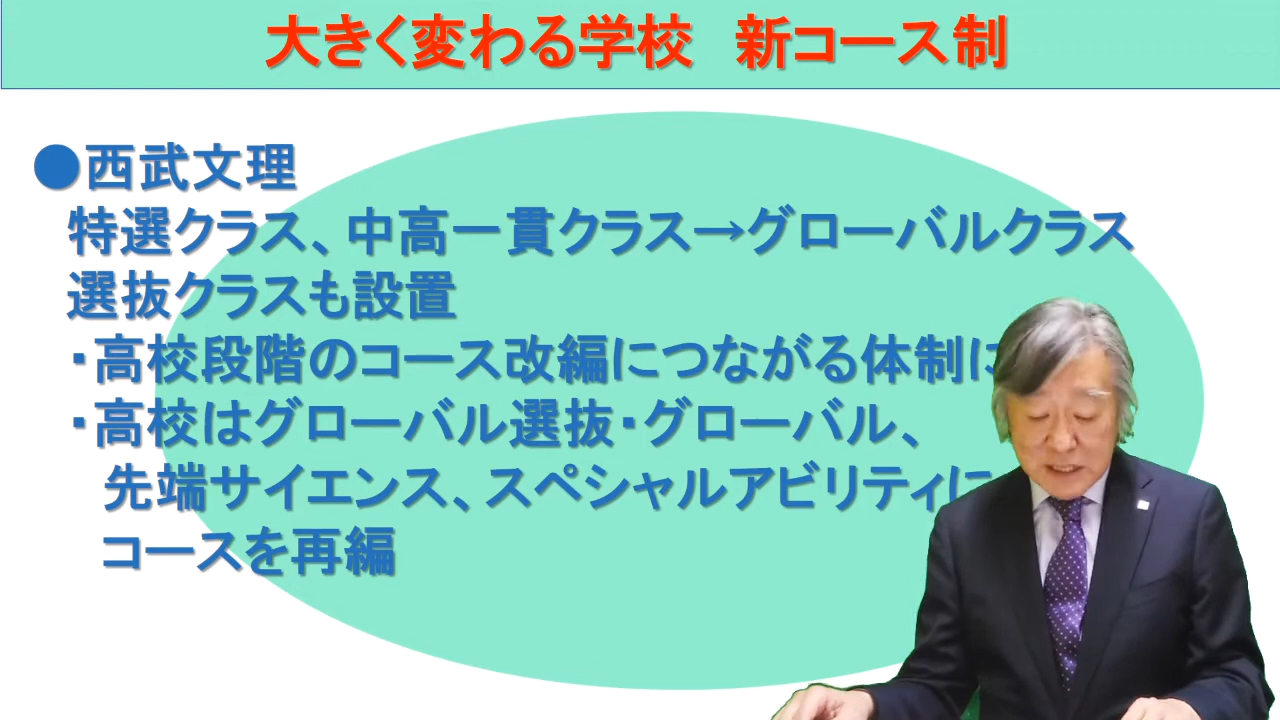 大きく変わる学校　新コース制
●西武文理
特選クラス、中高一貫クラス→グローバルクラス
選抜クラスも設置
・高校段階のコース改編につながる体制に
・高校はグローバル選抜・グローバル、
先端サイエンス、スペシャルアビリティに
コースを再編